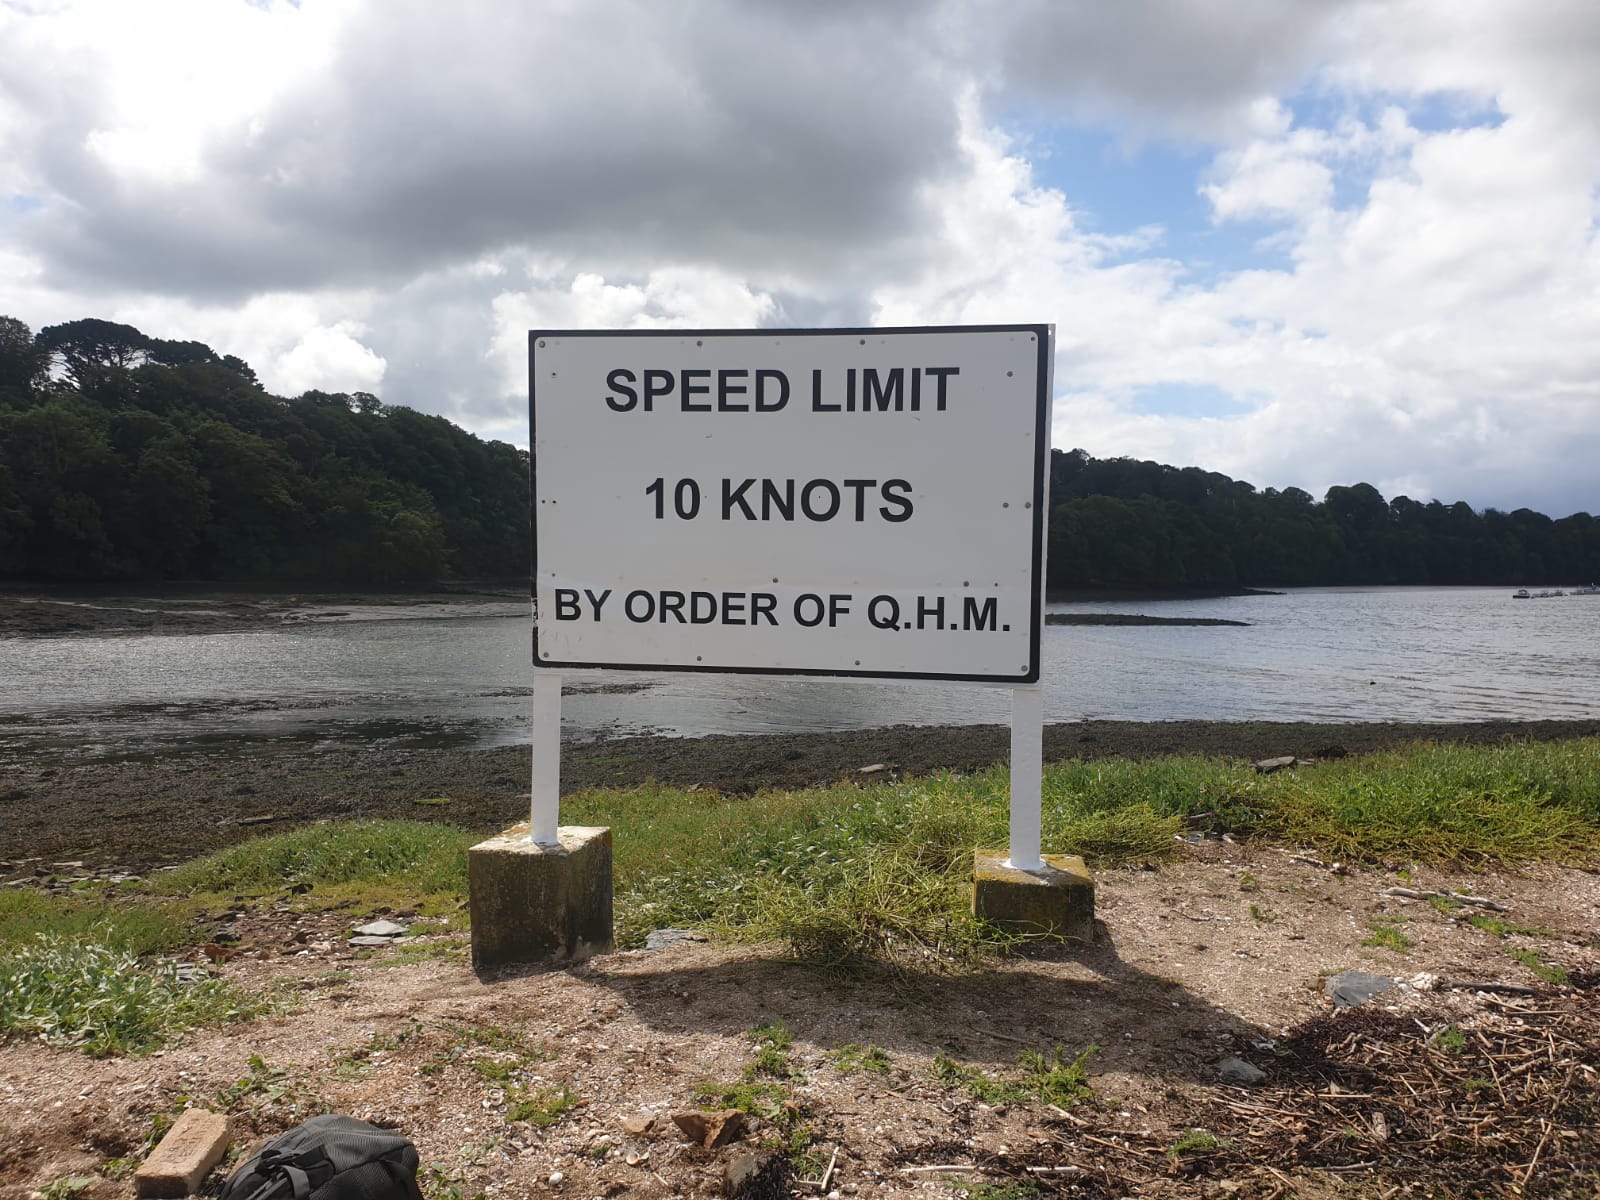 SPEED LIMIT
10 KNOTS
BY ORDER OF Q.H.M.